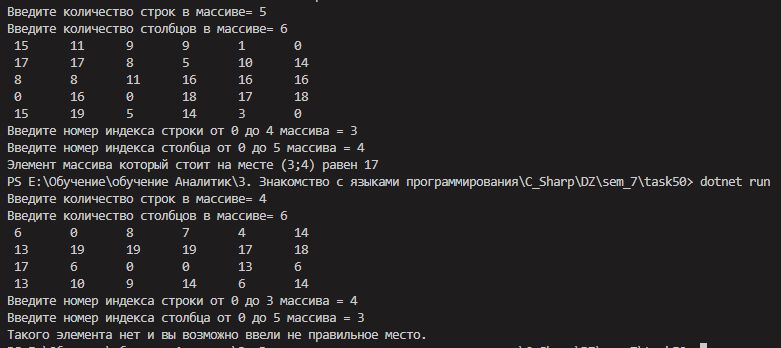 Введите количество строк в массиве= 5
Введите количество столбцов в массиве= 6
15 11 9 9 1 0
17 17 8 5 10 14
8 8 11 16 16 16
0 16 0 18 17 18
15 19 5 14 3 0
Введите номер индекса строки от 0 до 4 массива = 3
Введите номер индекса столбца от 0 до 5 массива = 4
Элемент массива который стоит на месте (3;4) равен 17
PS E:\Обучение\обучение Аналитик\3. Знакомство с языками программирования\C_Sharp\DZ\sem_7\task50> dotnet run
Введите количество строк в массиве= 4
Введите количество столбцов в массиве= 6
6 0 8 7 4 14
13 19 19 19 17 18
17 6 0 0 13 6
13 10 9 14 6 14
Введите номер индекса строки от 0 до 3 массива = 4
Введите номер индекса столбца от 0 до 5 массива = 3
Такого элемента нет и вы возможно ввели не правильное место.